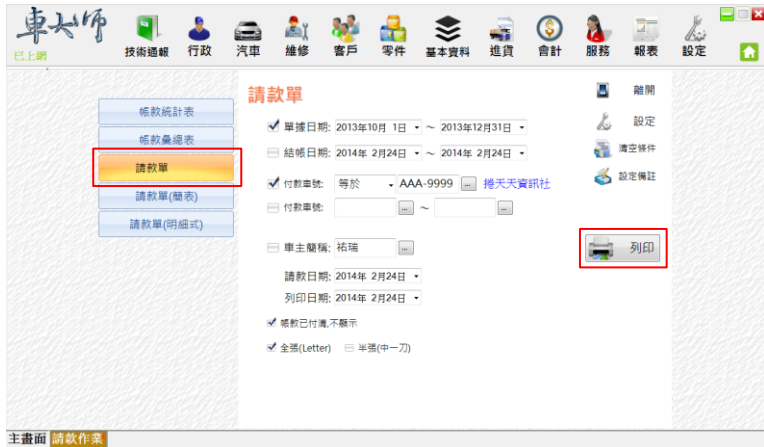 車大師
已上網
技術通報 行政 汽車 維修 客戶 零件 基本資料 進貨 會計 服務 報表 設定
帳款統計表
帳款彙總表
請款單
請款單(簡表)
請款單(明細式)
請款單
單據日期: 2013年10月 1日 ~ 2013年12月31日
結帳日期: 2014年 2月24日 ~ 2014年 2月24日
付款車號: 等於 AAA-9999 ... 捲天天資訊社
付款車號: ... ~ ...
車主簡稱: 祐瑞 ...
請款日期: 2014年 2月24日
列印日期: 2014年 2月24日
帳款已付清,不顯示
全張(Letter) 半張(中一刀)
離開
設定
清空條件
設定備註
列印
主畫面 請款作業